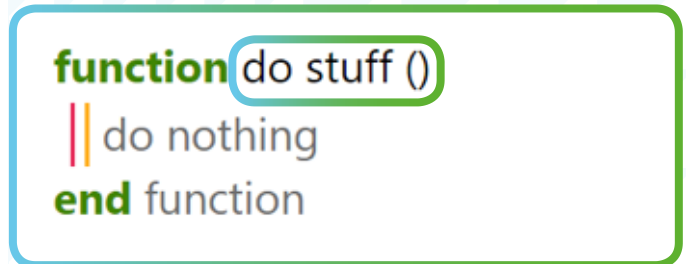 function do stuff ()
do nothing
end function